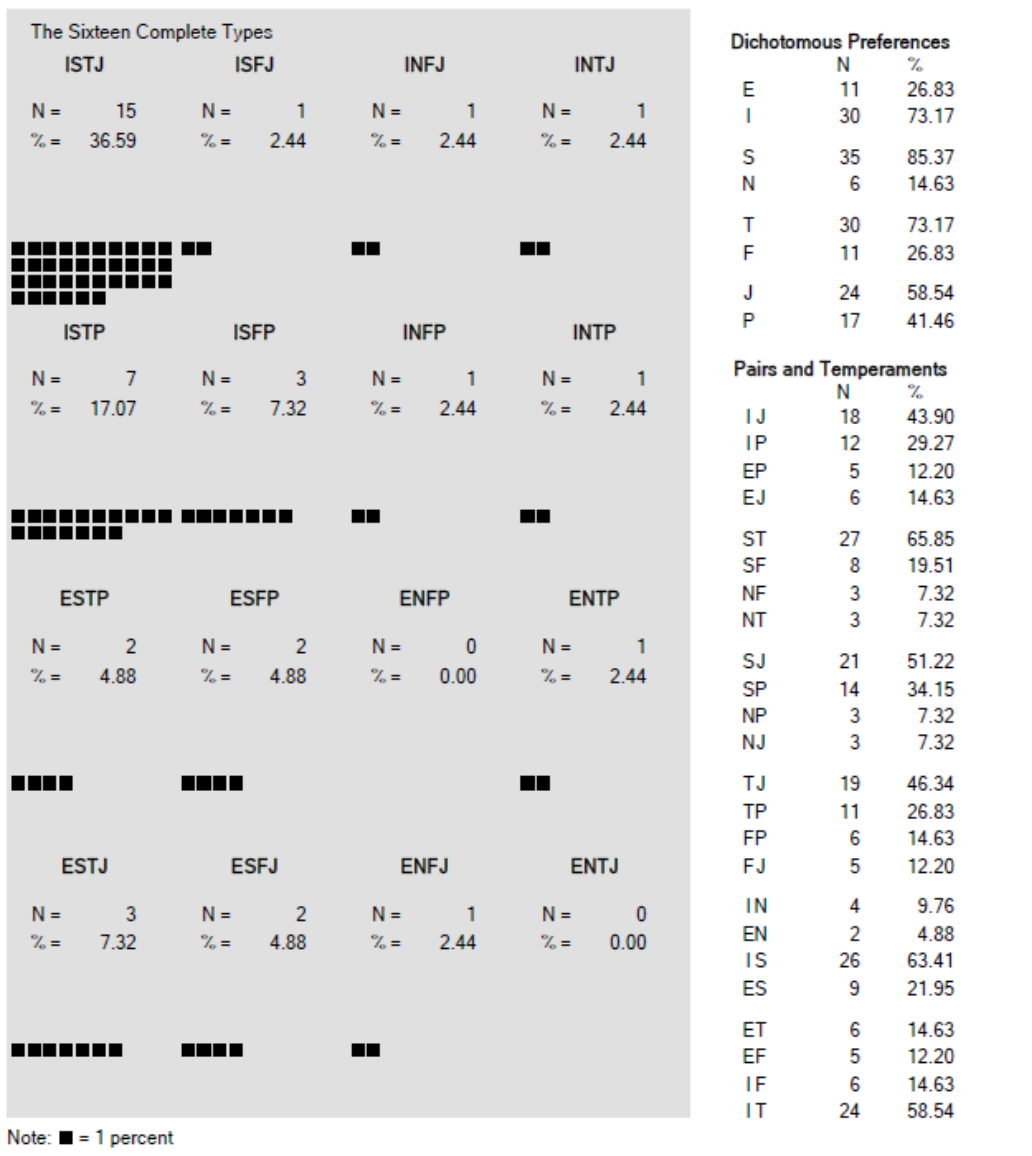 The Sixteen Complete Types
ISTJ ISFJ INFJ INTJ
N = 15 N = 1 N = 1 N = 1
% = 36.59 % = 2.44 % = 2.44 % = 2.44
ISTP ISFP INFP INTP
N = 7 N = 3 N = 1 N = 1
% = 17.07 % = 7.32 % = 2.44 % = 2.44
ESTP ESFP ENFP ENTP
N = 2 N = 2 N = 0 N = 1
% = 4.88 % = 4.88 % = 0.00 % = 2.44
ESTJ ESFJ ENFJ ENTJ
N = 3 N = 2 N = 1 N = 0
% = 7.32 % = 4.88 % = 2.44 % = 0.00
Note: ■ = 1 percent
Dichotomous Preferences
N %
E 11 26.83
I 30 73.17
S 35 85.37
N 6 14.63
T 30 73.17
F 11 26.83
J 24 58.54
P 17 41.46
Pairs and Temperaments
N %
IJ 18 43.90
IP 12 29.27
EP 5 12.20
EJ 6 14.63
ST 27 65.85
SF 8 19.51
NF 3 7.32
NT 3 7.32
SJ 21 51.22
SP 14 34.15
NP 3 7.32
NJ 3 7.32
TJ 19 46.34
TP 11 26.83
FP 6 14.63
FJ 5 12.20
IN 4 9.76
EN 2 4.88
IS 26 63.41
ES 9 21.95
ET 6 14.63
EF 5 12.20
IF 6 14.63
IT 24 58.54